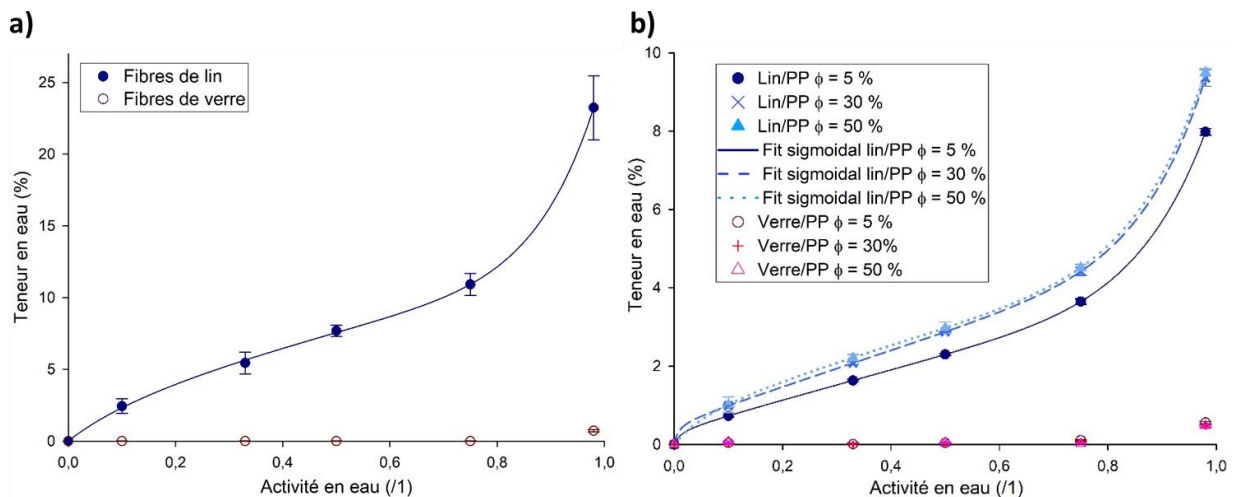 a)
Fibres de lin
Fibres de verre
Teneur en eau (%)
25
20
15
10
5
0
0,0
0,2
0,4
0,6
0,8
1,0
Activité en eau (/1)
b)
Lin/PP ϕ = 5 %
Lin/PP ϕ = 30 %
Lin/PP ϕ = 50 %
Fit sigmoidal lin/PP ϕ = 5 %
Fit sigmoidal lin/PP ϕ = 30 %
Fit sigmoidal lin/PP ϕ = 50 %
Verre/PP ϕ = 5 %
Verre/PP ϕ = 30%
Verre/PP ϕ = 50 %
Teneur en eau (%)
10
8
6
4
2
0
0,0
0,2
0,4
0,6
0,8
1,0
Activité en eau (/1)